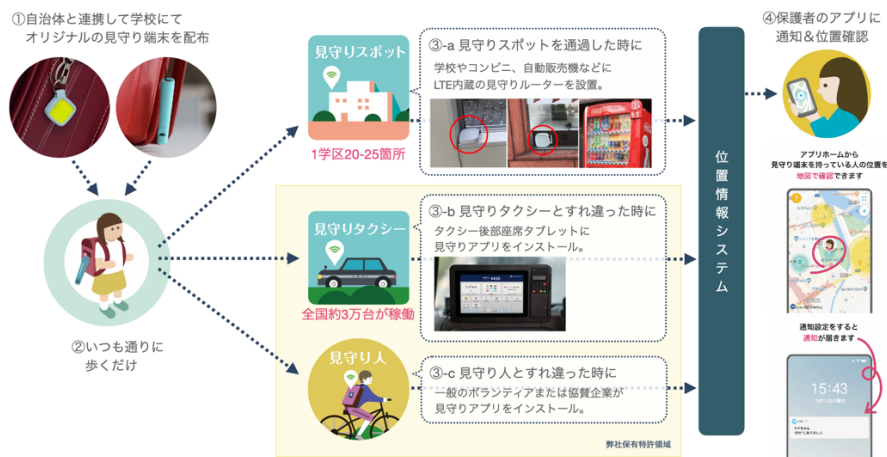 ①自治体と連携して学校にて
オリジナルの見守り端末を配布
②いつも通りに
歩くだけ
見守りスポット
1学区20-25箇所
③-a 見守りスポットを通過した時に
学校やコンビニ、自動販売機などに
LTE内蔵の見守りルーターを設置。
見守りタクシー
全国約3万台が稼働
③-b 見守りタクシーとすれ違った時に
タクシー後部座席タブレットに
見守りアプリをインストール。
見守り人
③-c 見守り人とすれ違った時に
一般のボランティアまたは協賛企業が
見守りアプリをインストール。
弊社保有特許領域
位置情報システム
④保護者のアプリに
通知&位置確認
アプリホームから
見守り端末を持っている人の位置を
地図で確認できます
通知設定をすると
通知が届きます
15:43